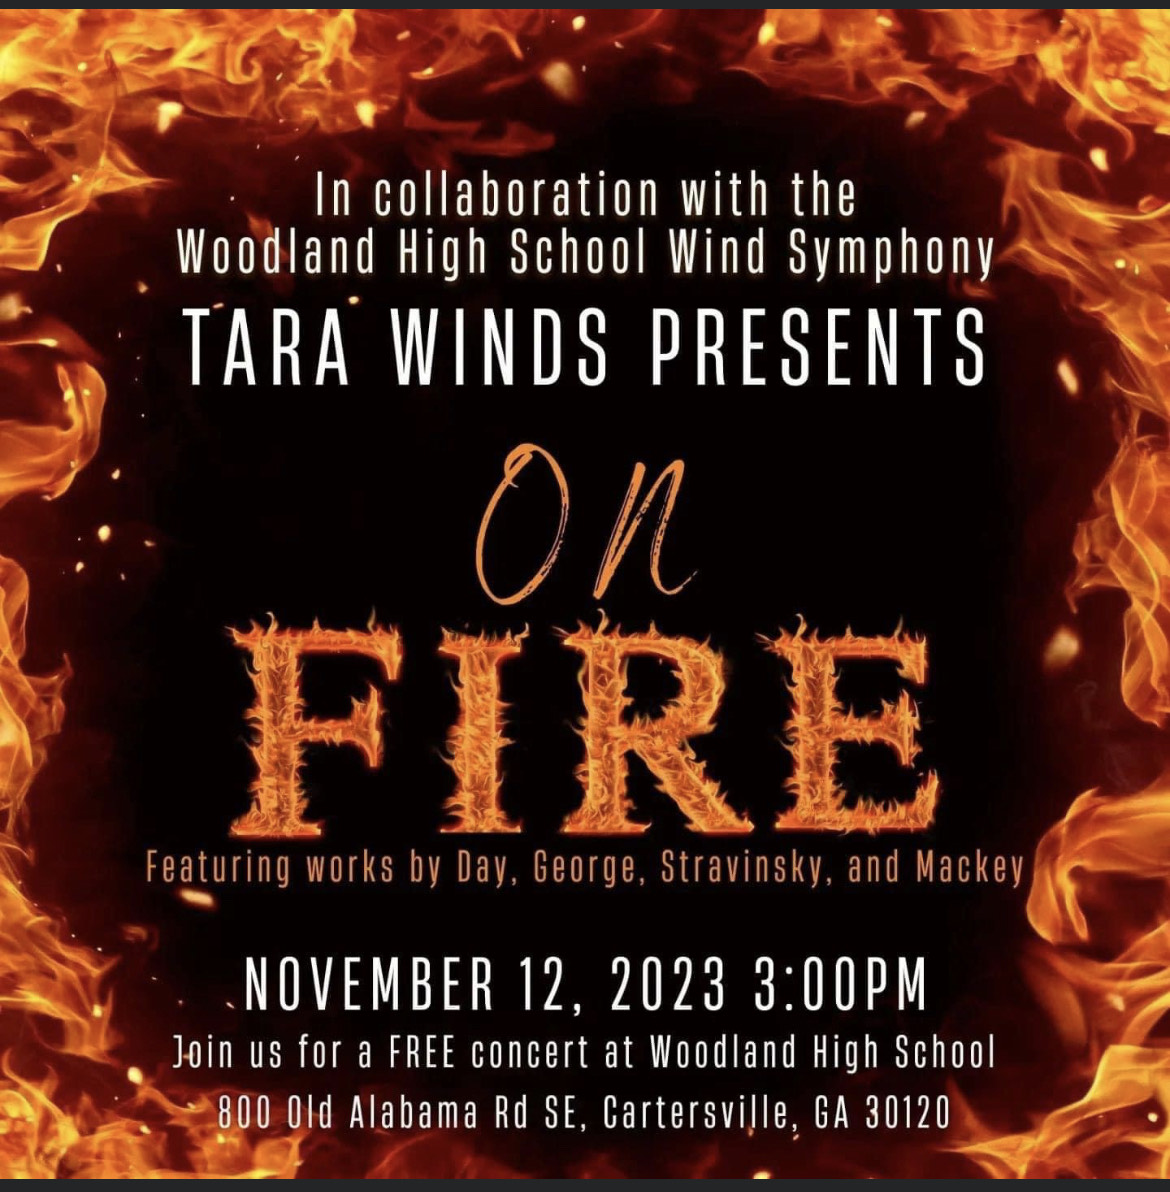 In collaboration with the
Woodland High School Wind Symphony
TARA WINDS PRESENTS
On
FIRE
Featuring works by Day, George, Stravinsky, and Mackey
NOVEMBER 12, 2023 3:00PM
Join us for a FREE concert at Woodland High School
800 Old Alabama Rd SE, Cartersville, GA 30120